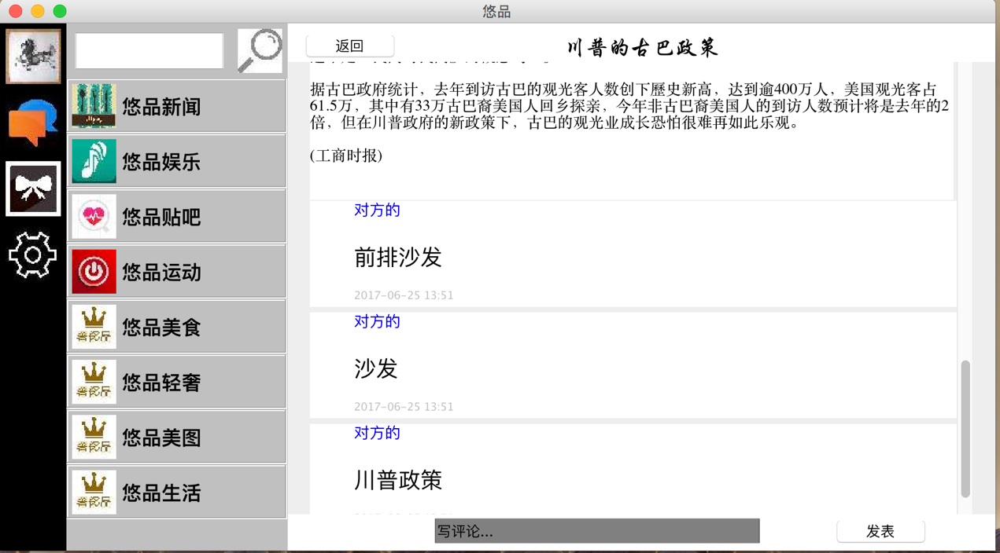 悠品
返回
川普的古巴政策
据古巴政府统计，去年到访古巴的观光客人数创下歷史新高，达到逾400万人，美国观光客占
61.5万，其中有33万古巴裔美国人回乡探亲，今年非古巴裔美国人的到访人数预计将是去年的2
倍，但在川普政府的新政策下，古巴的观光业成长恐怕很难再如此乐观。
(工商时报)
悠品新闻
悠品娱乐
悠品贴吧
悠品运动
悠品美食
悠品轻奢
悠品美图
悠品生活
对方的
前排沙发
2017-06-25 13:51
对方的
沙发
2017-06-25 13:51
对方的
川普政策
写评论...
发表